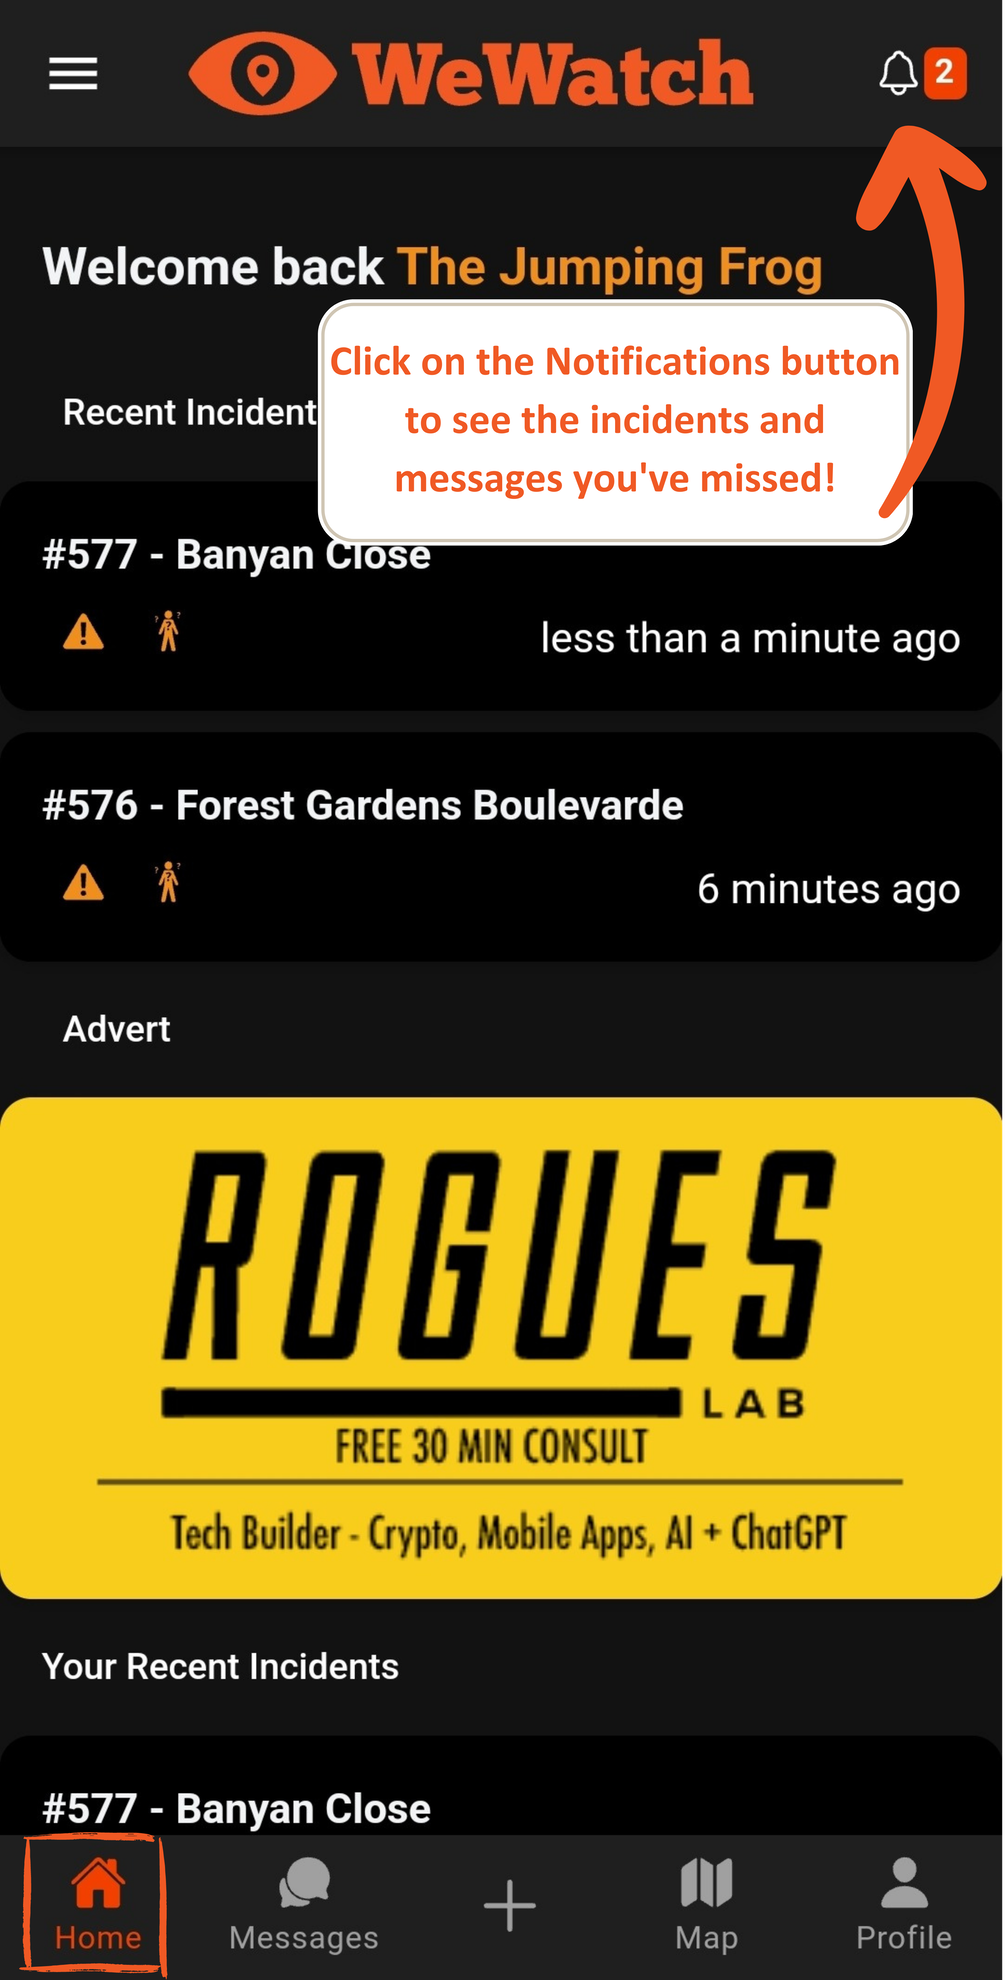 WeWatch
2
Welcome back The Jumping Frog
Click on the Notifications button
to see the incidents and
messages you've missed!
Recent Incident
#577 - Banyan Close
less than a minute ago
#576 - Forest Gardens Boulevarde
6 minutes ago
Advert
ROGUES
LAB
FREE 30 MIN CONSULT
Tech Builder - Crypto, Mobile Apps, AI + ChatGPT
Your Recent Incidents
#577 - Banyan Close
Home
Messages
Map
Profile